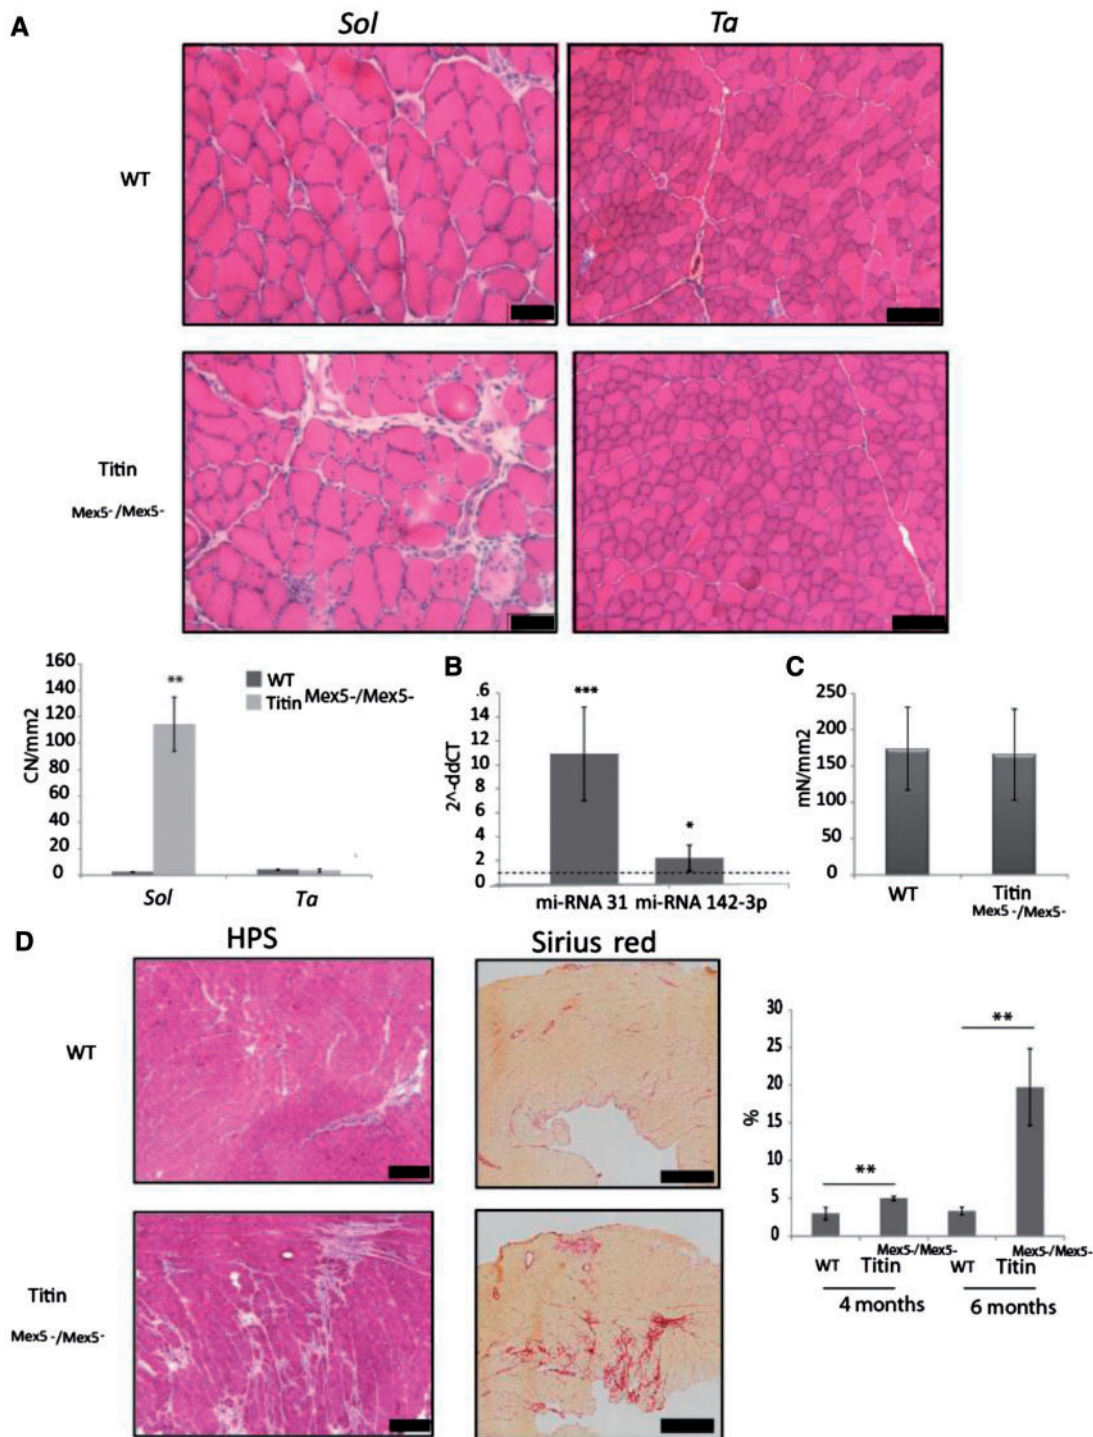 A
Sol
Ta
WT
Titin
Mex5-/Mex5-
160
140
120
100
80
60
40
20
0
CN/mm2
**
WT
Titin Mex5-/Mex5-
Sol
Ta
B
.6
14
12
10
8
6
4
2
0
2^-ddCT
***
*
mi-RNA 31 mi-RNA 142-3p
C
250
200
150
100
50
0
mN/mm2
WT
Titin
Mex5-/Mex5-
D
HPS
Sirius red
WT
Titin
Mex5-/Mex5-
30
25
20
15
10
5
0
%
**
**
WT
Titin
Mex5-/Mex5-
WT
Titin
Mex5-/Mex5-
4 months
6 months